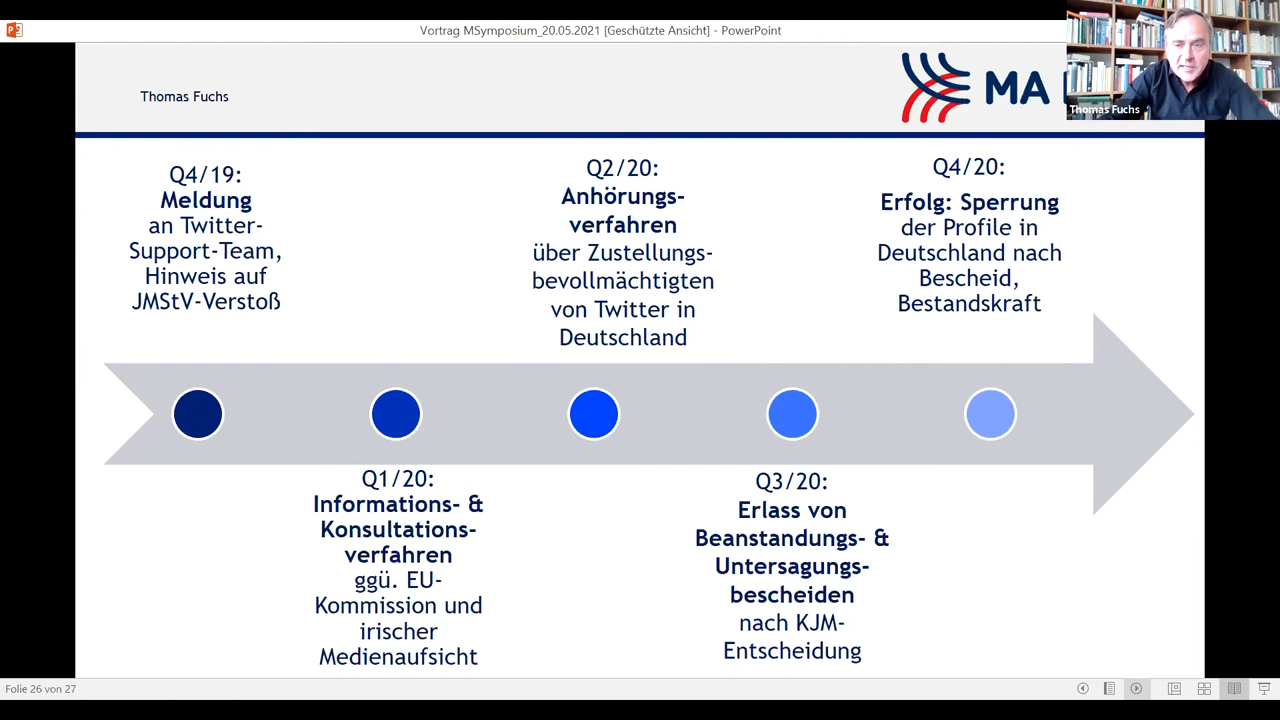 Vortrag MSymposium_20.05.2021 [Geschützte Ansicht] - PowerPoint
Thomas Fuchs
MA
Thomas Fuchs
Q4/19:
Meldung
an Twitter-
Support-Team,
Hinweis auf
JMStV-Verstoß
Q1/20:
Informations- &
Konsultations-
verfahren
ggü. EU-
Kommission und
irischer
Medienaufsicht
Q2/20:
Anhörungs-
verfahren
über Zustellungs-
bevollmächtigten
von Twitter in
Deutschland
Q3/20:
Erlass von
Beanstandungs- &
Untersagungs-
bescheiden
nach KJM-
Entscheidung
Q4/20:
Erfolg: Sperrung
der Profile in
Deutschland nach
Bescheid,
Bestandskraft
Folie 26 von 27